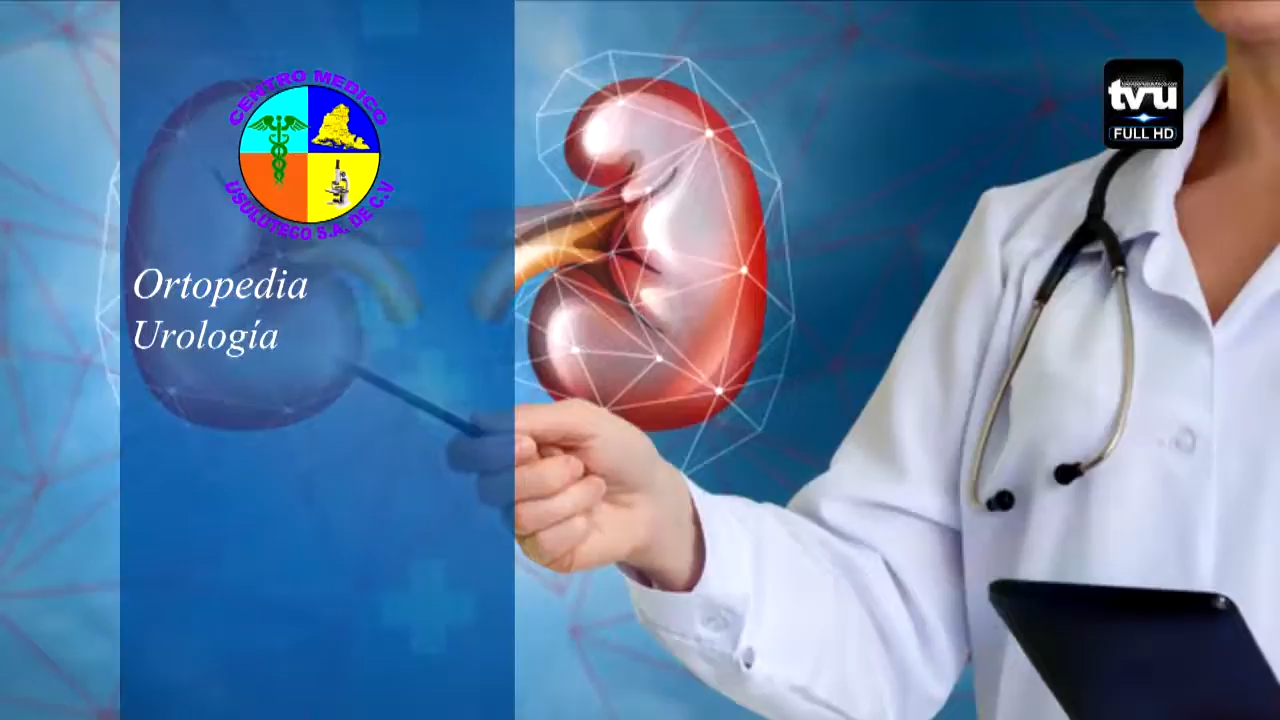 CENTRO MEDICO
USULUTECO S.A. DE C.V
Ortopedia
Urología
tvu
FULL HD